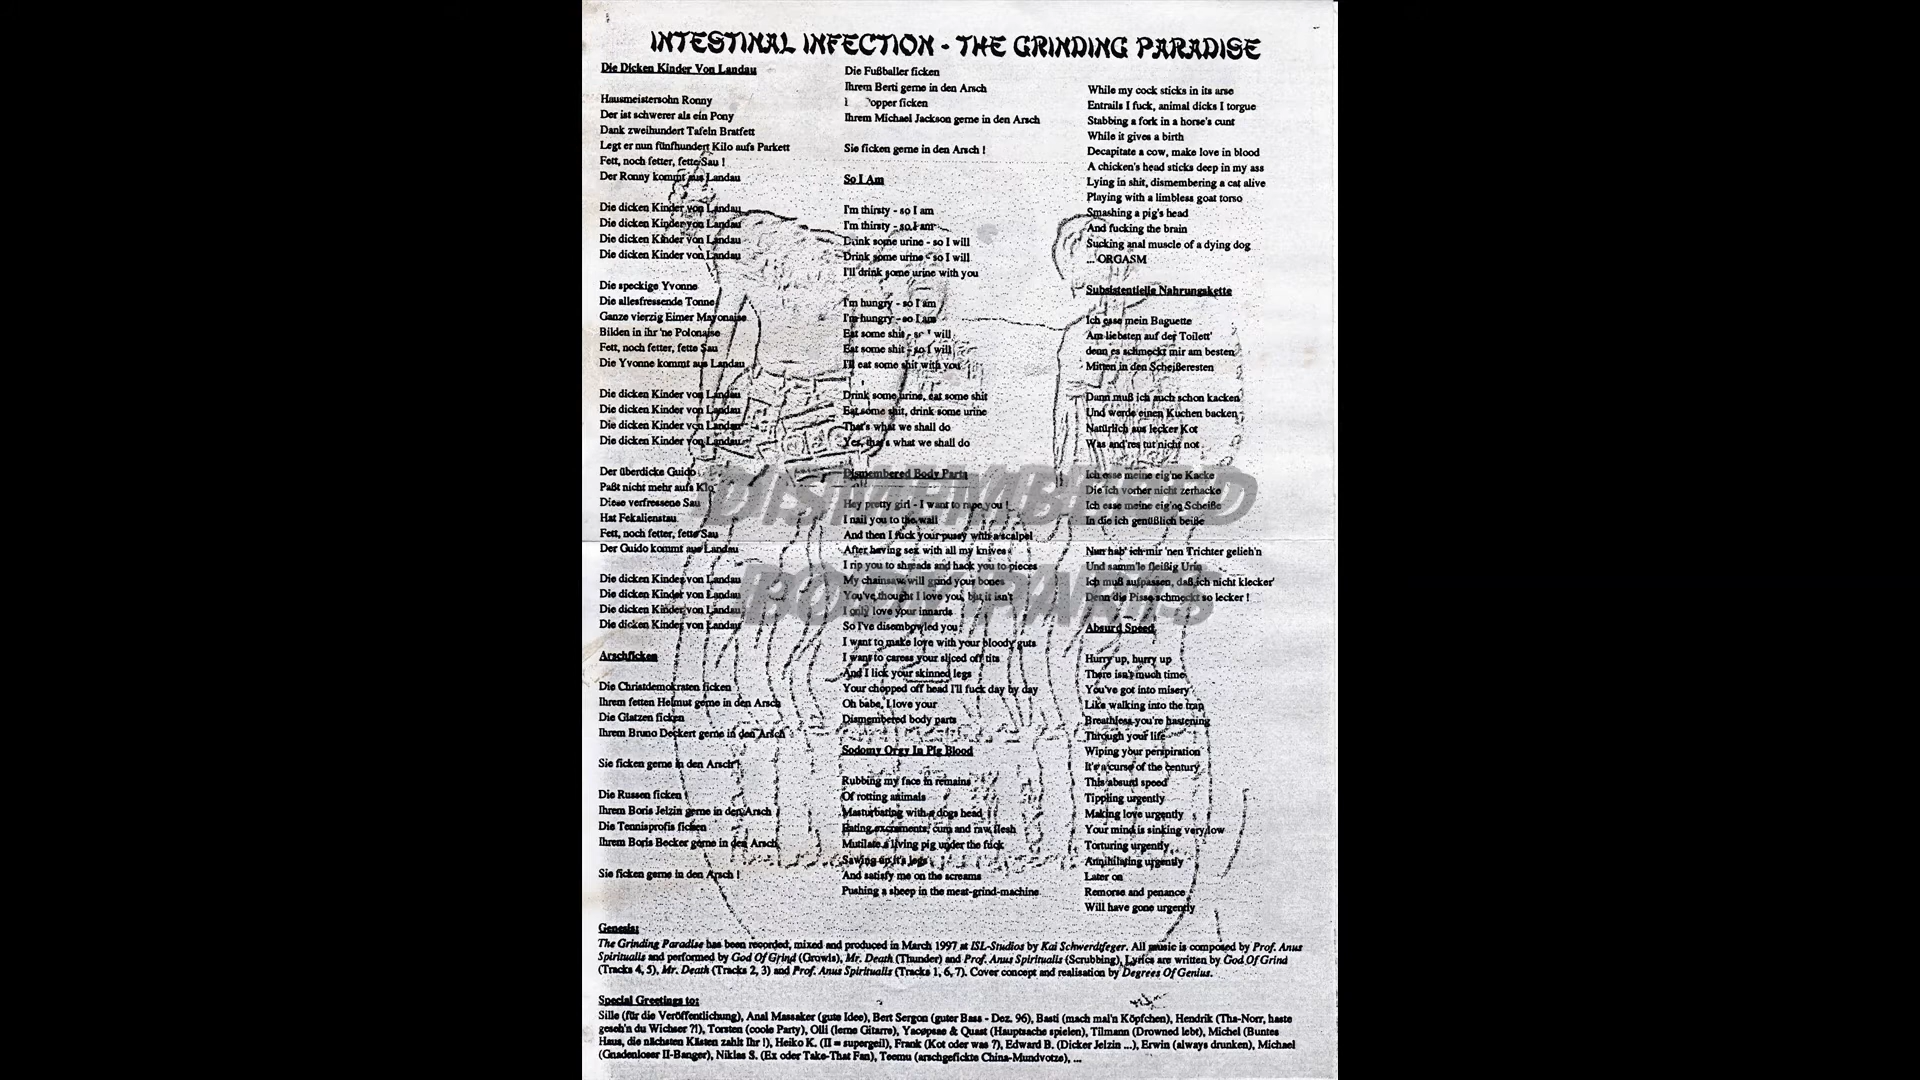 INTESTINAL INFECTION - THE GRINDING PARADISE
Die Dicken Kinder Von Landau
Hausmeistersohn Ronny
Der ist schwerer als ein Pony
Dank zweihundert Tafeln Bratfett
Legt er nun fünfhundert Kilo aufs Parkett
Fett, noch fetter, fette Sau !
Der Ronny kommt aus Landau
Die dicken Kinder von Landau
Die dicken Kinder von Landau
Die dicken Kinder von Landau
Die dicken Kinder von Landau
Die speckige Yvonne
Die allesfressende Tonne
Ganze vierzig Eimer Mayonaise
Bilden in ihr 'ne Polonaise
Fett, noch fetter, fette Sau
Die Yvonne kommt aus Landau
Die dicken Kinder von Landau
Die dicken Kinder von Landau
Die dicken Kinder von Landau
Die dicken Kinder von Landau
Der überdicke Guido
Paßt nicht mehr aufs Klo
Diese verfressene Sau
Hat Fekalienstau
Fett, noch fetter, fette Sau
Der Guido kommt aus Landau
Die dicken Kinder von Landau
Die dicken Kinder von Landau
Die dicken Kinder von Landau
Die dicken Kinder von Landau
Arschficken
Die Christdemokraten ficken
Ihrem fetten Helmut gerne in den Arsch
Die Glatzen ficken
Ihrem Bruno Deckert gerne in den Arsch
Sie ficken gerne in den Arsch !
Die Russen ficken
Ihrem Boris Jelzin gerne in den Arsch
Die Tennisprofis ficken
Ihrem Boris Becker gerne in den Arsch
Sie ficken gerne in den Arsch !
Die Fußballer ficken
Ihrem Berti gerne in den Arsch
opper ficken
Ihrem Michael Jackson gerne in den Arsch
Sie ficken gerne in den Arsch !
So I Am
I'm thirsty - so I am
I'm thirsty - so I am
Drink some urine - so I will
Drink some urine - so I will
I'll drink some urine with you
I'm hungry - so I am
I'm hungry - so I am
Eat some shit - so I will
Eat some shit - so I will
I'll eat some shit with you
Drink some urine, eat some shit
Eat some shit, drink some urine
That's what we shall do
Yes, that's what we shall do
Dismembered Body Parts
Hey pretty girl - I want to rape you !
I nail you to the wall
And then I fuck your pussy with a scalpel
After having sex with all my knives
I rip you to shreads and hack you to pieces
My chainsaw will grind your bones
You've thought I love you, but it isn't
I only love your innards
So I've disembowled you
I want to make love with your bloody guts
I want to caress your sliced off tits
And I lick your skinned legs
Your chopped off head I'll fuck day by day
Oh babe, I love your
Dismembered body parts
Sodomy Orgy In Pig Blood
Rubbing my face in remains
Of rotting animals
Masturbating with a dogs head
Eating excrements, cum and raw flesh
Mutilate a living pig under the fuck
Sawing up it's legs
And satisfy me on the screams
Pushing a sheep in the meat-grind-machine
While my cock sticks in its arse
Entrails I fuck, animal dicks I torgue
Stabbing a fork in a horse's cunt
While it gives a birth
Decapitate a cow, make love in blood
A chicken's head sticks deep in my ass
Lying in shit, dismembering a cat alive
Playing with a limbless goat torso
Smashing a pig's head
And fucking the brain
Sucking anal muscle of a dying dog
... ORGASM
Subsistentielle Nahrungskette
Ich esse mein Baguette
Am liebsten auf der Toilett'
denn es schmeckt mir am besten
Mitten in den Scheißeresten
Dann muß ich auch schon kacken
Und werde einen Kuchen backen
Natürlich aus lecker Kot
Was and'res tut nicht not
Ich esse meine eig'ne Kacke
Die ich vorher nicht zerhacke
Ich esse meine eig'ne Scheiße
In die ich genüßlich beiße
Nun hab' ich mir 'nen Trichter gelieh'n
Und samm'le fleißig Urin
Ich muß aufpassen, daß ich nicht klecker'
Denn die Pisse schmeckt so lecker !
Absurd Speed
Hurry up, hurry up
There isn't much time
You've got into misery
Like walking into the trap
Breathless you're hastening
Through your life
Wiping your perspiration
It's a curse of the century
This absurd speed
Tippling urgently
Making love urgently
Your mind is sinking very low
Torturing urgently
Annihilating urgently
Later on
Remorse and penance
Will have gone urgently
DISMEMBERED
BODY PARTS
Genesis:
The Grinding Paradise has been recorded, mixed and produced in March 1997 at ISL-Studios by Kai Schwerdtfeger. All music is composed by Prof. Anus
Spiritualis and performed by God Of Grind (Growls), Mr. Death (Thunder) and Prof. Anus Spiritualis (Scrubbing). Lyrics are written by God Of Grind
(Tracks 4, 5), Mr. Death (Tracks 2, 3) and Prof. Anus Spiritualis (Tracks 1, 6, 7). Cover concept and realisation by Degrees Of Genius.
Special Greetings to:
Sille (für die Veröffentlichung), Anal Massaker (gute Idee), Bert Sergon (guter Bass - Dez. 96), Basti (mach mal'n Köpfchen), Hendrik (Tha-Norr, haste
geseh'n du Wichser ?!), Torsten (coole Party), Olli (lerne Gitarre), Yacøpsae & Quast (Hauptsache spielen), Tilmann (Drowned lebt), Michel (Buntes
Haus, die nächsten Kästen zahlt Ihr !), Heiko K. (II = supergeil), Frank (Kot oder was ?), Edward B. (Dicker Jelzin ...), Erwin (always drunken), Michael
(Gnadenloser II-Banger), Niklas S. (Ex oder Take-That Fan), Teemu (arschgefickte China-Mundvotze), ...